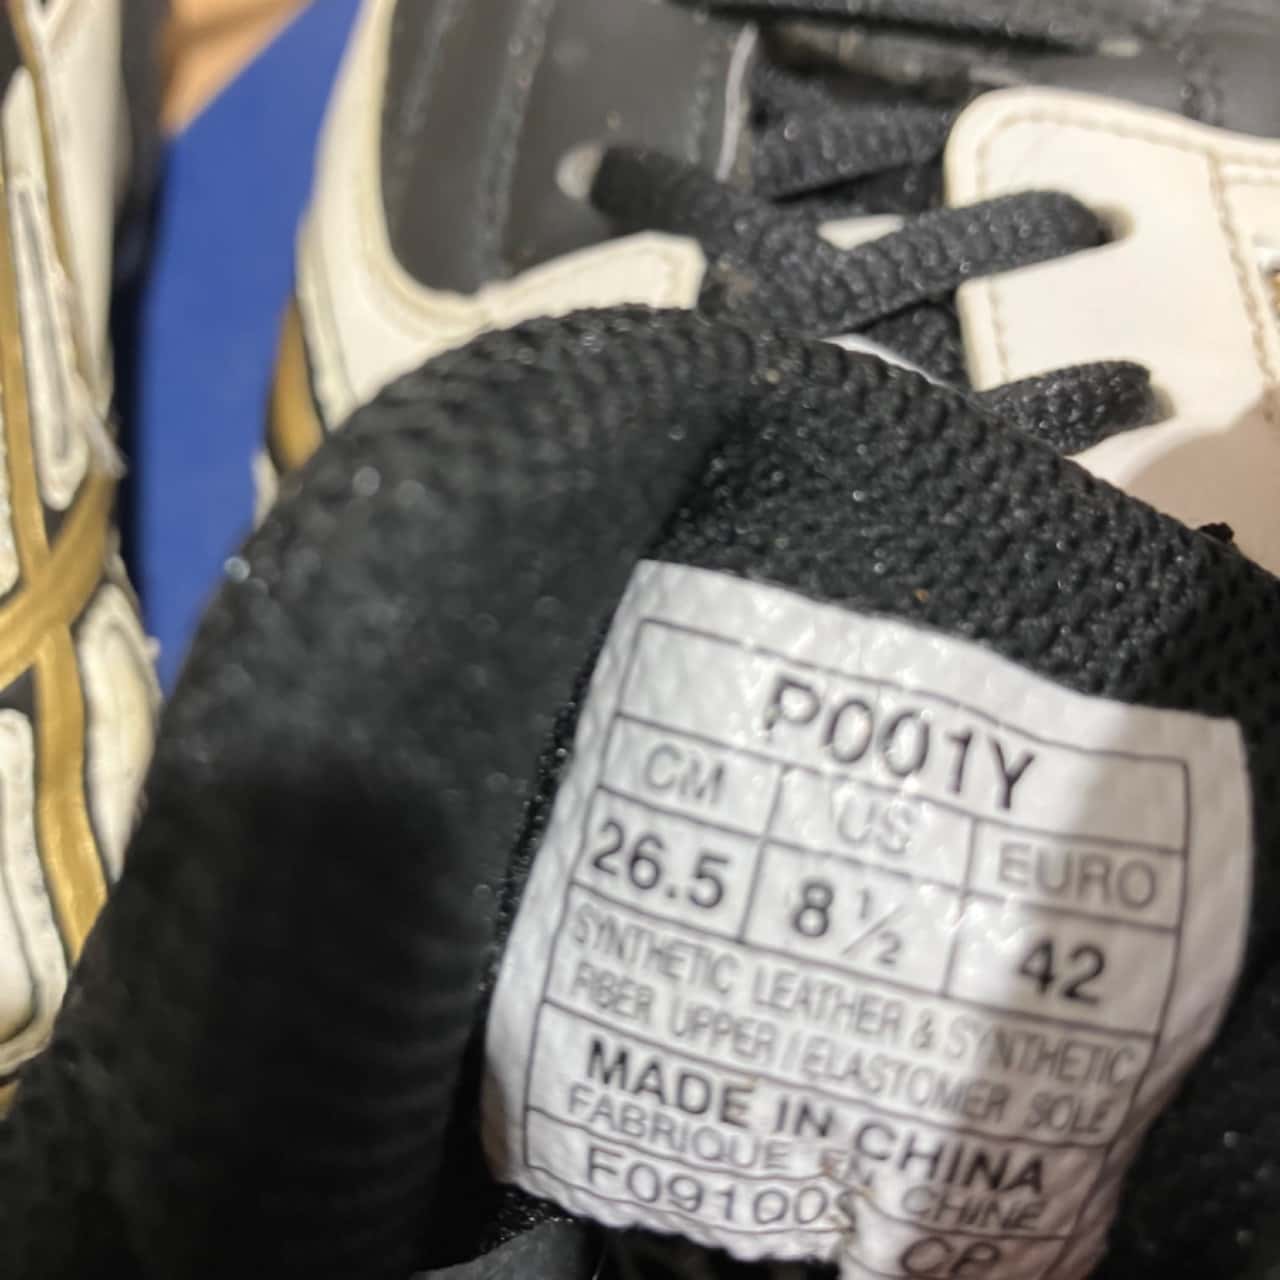 P001Y
CM US EURO
26.5 8 1/2 42
SYNTHETIC LEATHER & SYNTHETIC
FIBER UPPER / ELASTOMER SOLE
MADE IN CHINA
FABRIQUE EN CHINE
CP